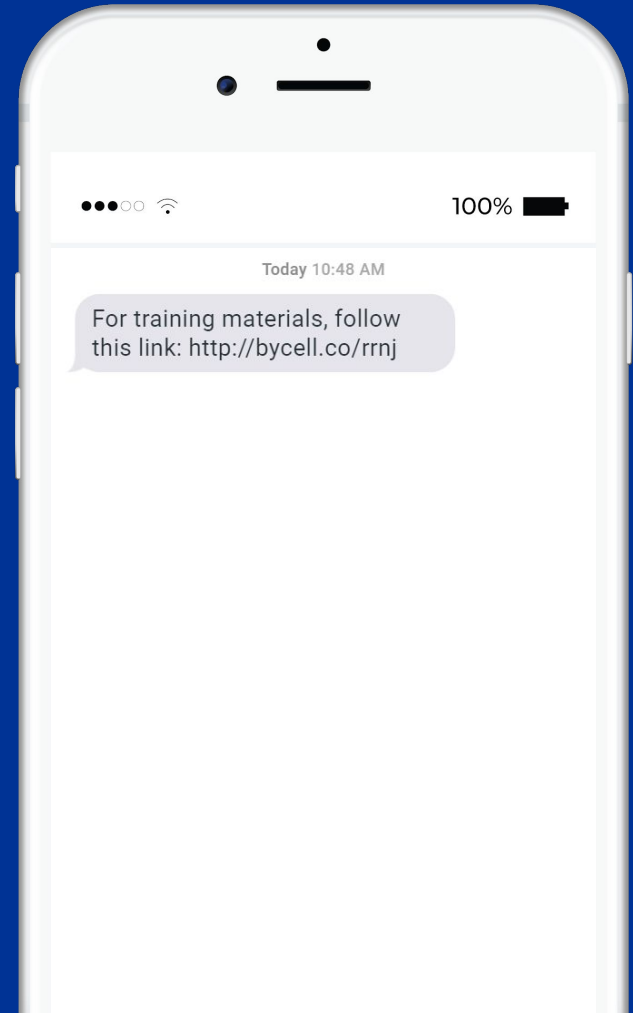 100%
Today 10:48 AM
For training materials, follow
this link: http://bycell.co/rrnj